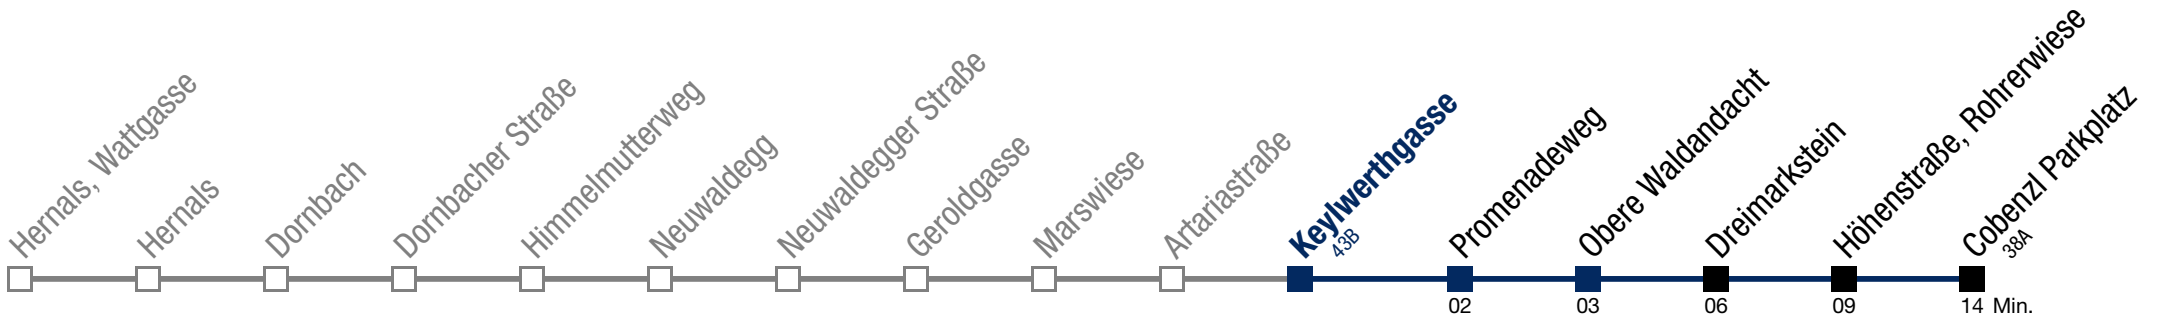 Hernals, Wattgasse
Hernals
Dornbach
Dornbacher Straße
Himmelmutterweg
Neuwaldegg
Neuwaldegger Straße
Geroldgasse
Marswiese
Artariastraße
Keylwerthgasse
43B
Promenadeweg
Obere Waldandacht
Dreimarkstein
Höhenstraße, Rohrerwiese
Cobenzl Parkplatz
38A
02 03 06 09 14 Min.